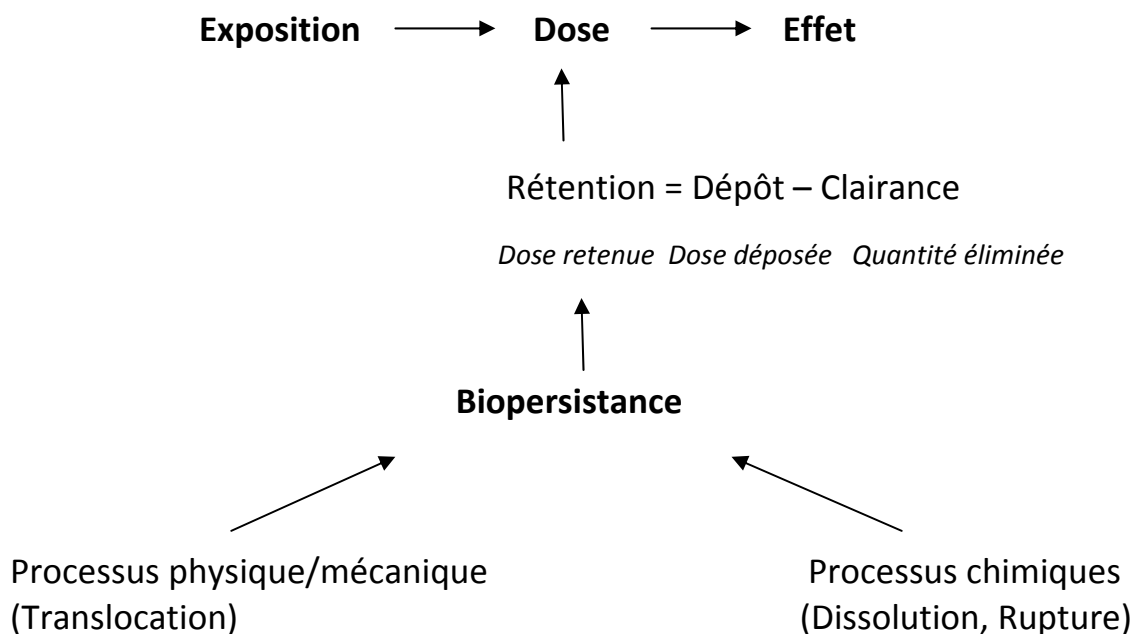 Exposition Dose Effet
Rétention = Dépôt – Clairance
Dose retenue Dose déposée Quantité éliminée
Biopersistance
Processus physique/mécanique Processus chimiques
(Translocation) (Dissolution, Rupture)